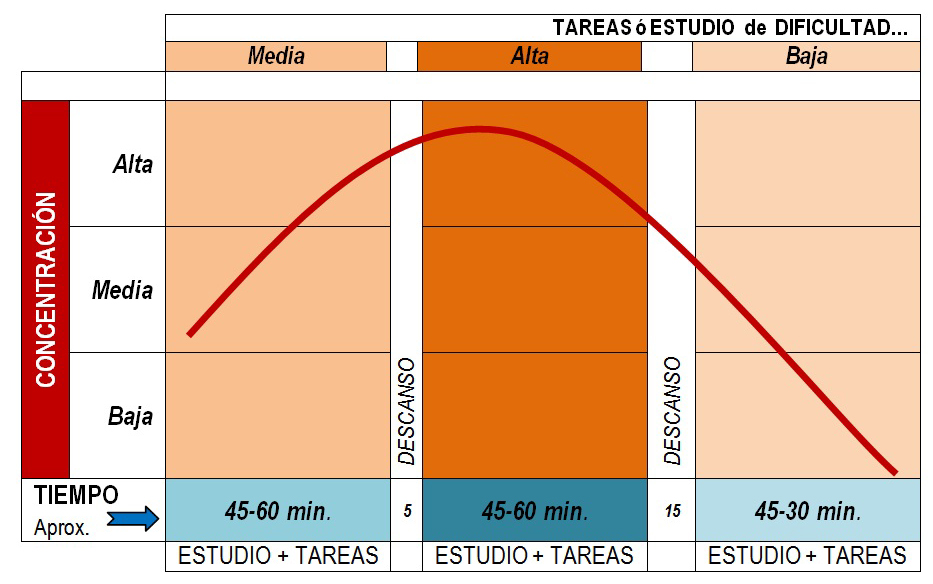 TAREAS ó ESTUDIO de DIFICULTAD...
Media Alta Baja
CONCENTRACIÓN
Alta
Media
Baja
DESCANSO
DESCANSO
TIEMPO
Aprox.
45-60 min. 5 45-60 min. 15 45-30 min.
ESTUDIO + TAREAS ESTUDIO + TAREAS ESTUDIO + TAREAS